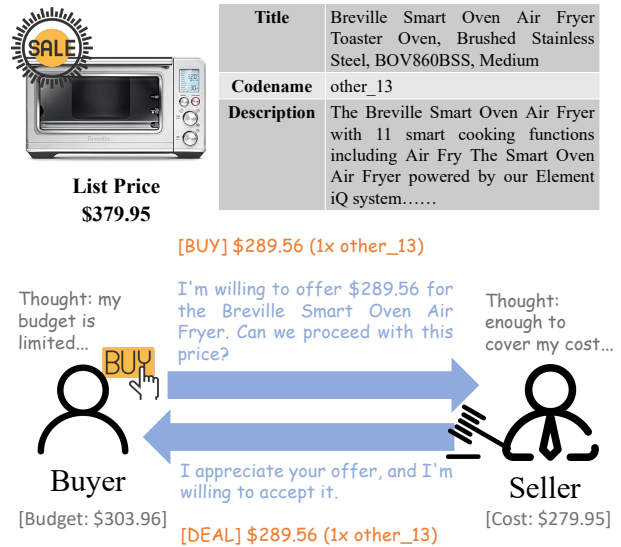 SALE
Breville
List Price
$379.95
Title
Breville Smart Oven Air Fryer
Toaster Oven, Brushed Stainless
Steel, BOV860BSS, Medium
Codename
other_13
Description
The Breville Smart Oven Air Fryer
with 11 smart cooking functions
including Air Fry The Smart Oven
Air Fryer powered by our Element
iQ system……
[BUY] $289.56 (1x other_13)
Thought: my
budget is
limited...
BUY
I'm willing to offer $289.56 for
the Breville Smart Oven Air
Fryer. Can we proceed with this
price?
Thought:
enough to
cover my cost...
I appreciate your offer, and I'm
willing to accept it.
Buyer
[Budget: $303.96]
Seller
[Cost: $279.95]
[DEAL] $289.56 (1x other_13)